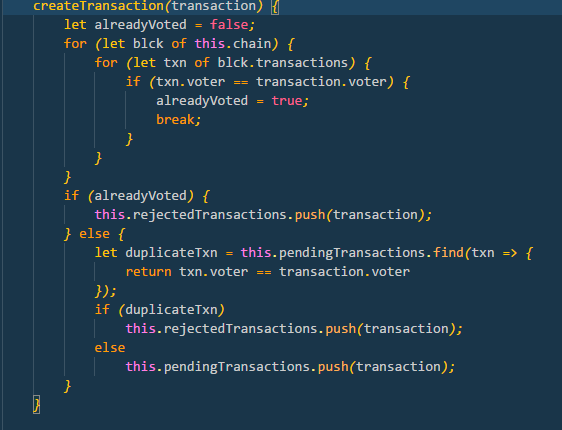 createTransaction(transaction) {
    let alreadyVoted = false;
    for (let blck of this.chain) {
        for (let txn of blck.transactions) {
            if (txn.voter == transaction.voter) {
                alreadyVoted = true;
                break;
            }
        }
    }
    if (alreadyVoted) {
        this.rejectedTransactions.push(transaction);
    } else {
        let duplicateTxn = this.pendingTransactions.find(txn => {
            return txn.voter == transaction.voter
        });
        if (duplicateTxn)
            this.rejectedTransactions.push(transaction);
        else
            this.pendingTransactions.push(transaction);
    }
}